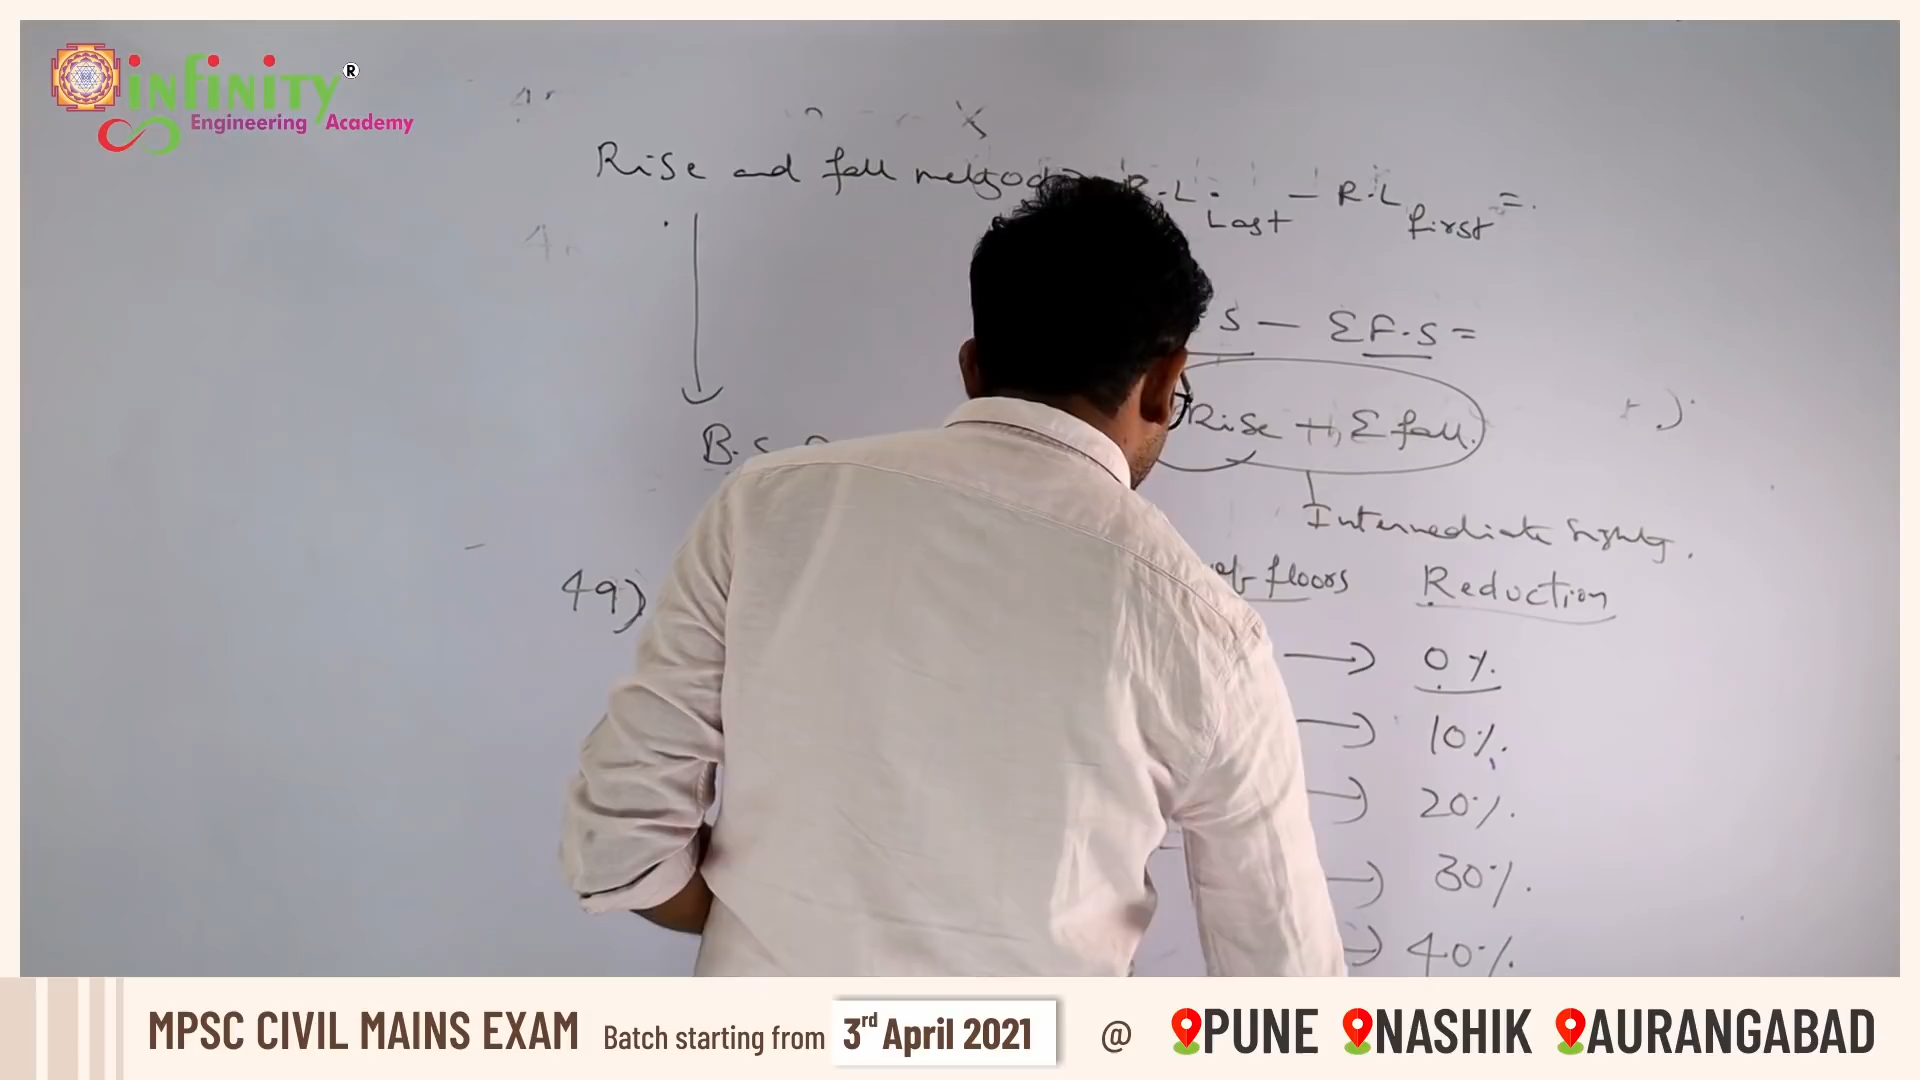 infinity ®
Engineering Academy
Rise and fall method R.L. Last - R.L first =
S - Σ F.S =
Rise + Σ fall.
B.S
Intermediate sights.
49)
of floors Reduction
→ 0 %.
→ 10 %.
→ 20 %.
→ 30 %.
→ 40 %.
MPSC CIVIL MAINS EXAM Batch starting from 3rd April 2021 @ PUNE NASHIK AURANGABAD